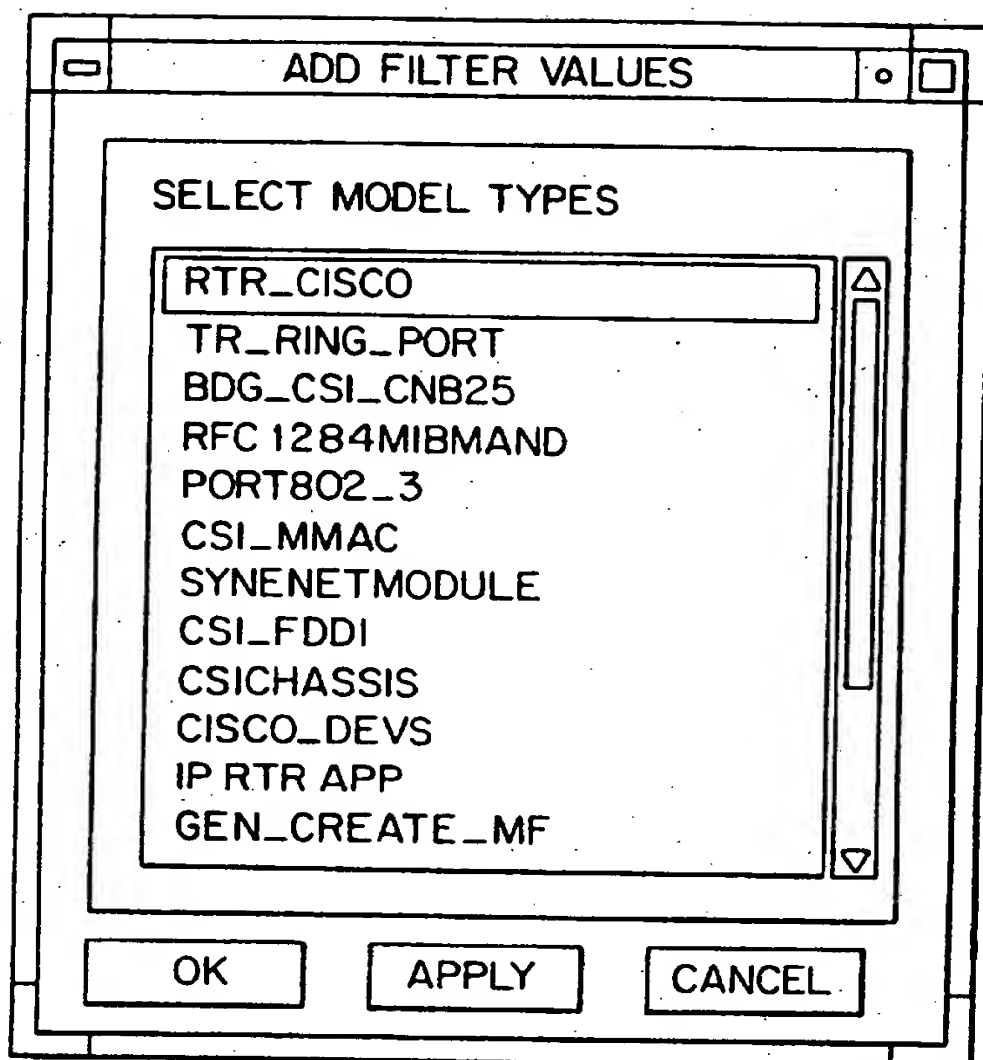 ADD FILTER VALUES
SELECT MODEL TYPES
RTR_CISCO
TR_RING_PORT
BDG_CSI_CNB25
RFC 1284MIBMAND
PORT802_3
CSI_MMAC
SYNENETMODULE
CSI_FDDI
CSICHASSIS
CISCO_DEVS
IP RTR APP
GEN_CREATE_MF
OK APPLY CANCEL